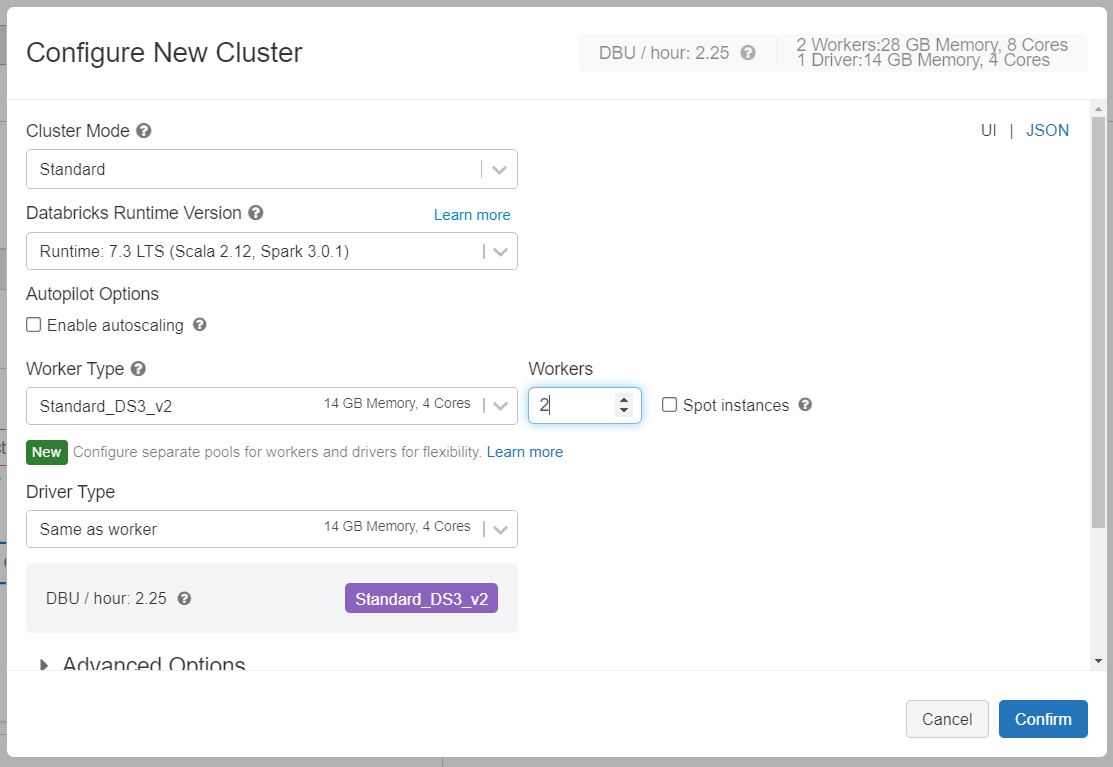 Configure New Cluster
DBU / hour: 2.25
2 Workers:28 GB Memory, 8 Cores
1 Driver:14 GB Memory, 4 Cores
Cluster Mode
UI | JSON
Standard
Databricks Runtime Version
Learn more
Runtime: 7.3 LTS (Scala 2.12, Spark 3.0.1)
Autopilot Options
Enable autoscaling
Worker Type
Workers
Standard_DS3_v2 14 GB Memory, 4 Cores
2
Spot instances
New Configure separate pools for workers and drivers for flexibility. Learn more
Driver Type
Same as worker 14 GB Memory, 4 Cores
DBU / hour: 2.25
Standard_DS3_v2
Advanced Options
Cancel
Confirm